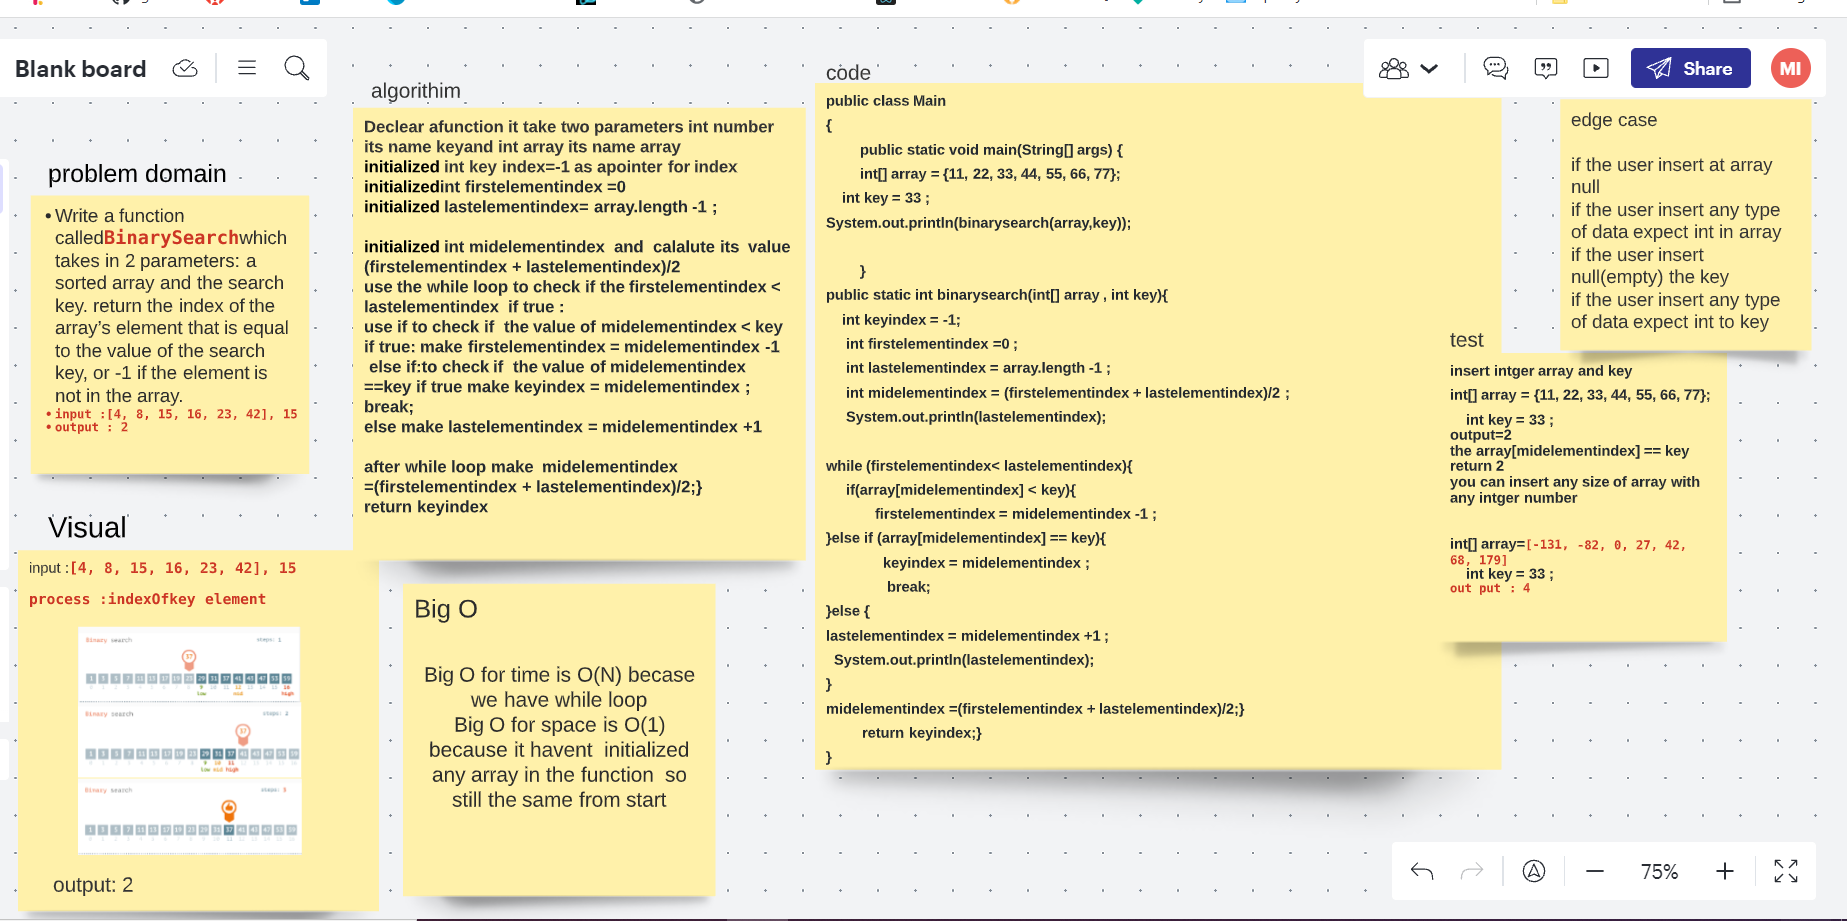 Blank board
Share
MI
problem domain
• Write a function
calledBinarySearchwhich
takes in 2 parameters: a
sorted array and the search
key. return the index of the
array’s element that is equal
to the value of the search
key, or -1 if the element is
not in the array.
• input :[4, 8, 15, 16, 23, 42], 15
• output : 2
Visual
input :[4, 8, 15, 16, 23, 42], 15
process :indexOfkey element
Binary search
steps: 1
Binary search
steps: 2
Binary search
steps: 3
output: 2
algorithim
Declear afunction it take two parameters int number
its name keyand int array its name array
initialized int key index=-1 as apointer for index
initializedint firstelementindex =0
initialized lastelementindex= array.length -1 ;
initialized int midelementindex and calalute its value
(firstelementindex + lastelementindex)/2
use the while loop to check if the firstelementindex <
lastelementindex if true :
use if to check if the value of midelementindex < key
if true: make firstelementindex = midelementindex -1
else if:to check if the value of midelementindex
==key if true make keyindex = midelementindex ;
break;
else make lastelementindex = midelementindex +1
after while loop make midelementindex
=(firstelementindex + lastelementindex)/2;}
return keyindex
Big O
Big O for time is O(N) becase
we have while loop
Big O for space is O(1)
because it havent initialized
any array in the function so
still the same from start
code
public class Main
{
public static void main(String[] args) {
int[] array = {11, 22, 33, 44, 55, 66, 77};
int key = 33 ;
System.out.println(binarysearch(array,key));
}
public static int binarysearch(int[] array , int key){
int keyindex = -1;
int firstelementindex =0 ;
int lastelementindex = array.length -1 ;
int midelementindex = (firstelementindex + lastelementindex)/2 ;
System.out.println(lastelementindex);
while (firstelementindex< lastelementindex){
if(array[midelementindex] < key){
firstelementindex = midelementindex -1 ;
}else if (array[midelementindex] == key){
keyindex = midelementindex ;
break;
}else {
lastelementindex = midelementindex +1 ;
System.out.println(lastelementindex);
}
midelementindex =(firstelementindex + lastelementindex)/2;}
return keyindex;}
}
edge case
if the user insert at array
null
if the user insert any type
of data expect int in array
if the user insert
null(empty) the key
if the user insert any type
of data expect int to key
test
insert intger array and key
int[] array = {11, 22, 33, 44, 55, 66, 77};
int key = 33 ;
output=2
the array[midelementindex] == key
return 2
you can insert any size of array with
any intger number
int[] array=[-131, -82, 0, 27, 42,
68, 179]
int key = 33 ;
out put : 4
75%